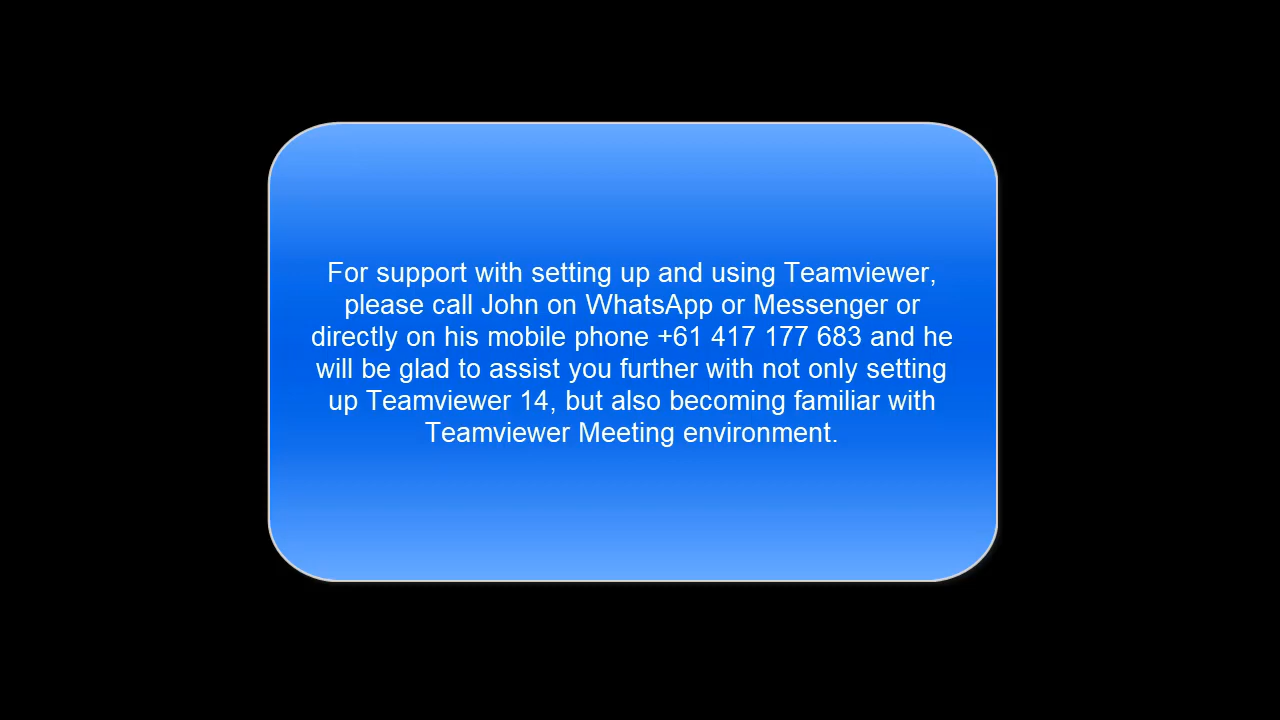 For support with setting up and using Teamviewer,
please call John on WhatsApp or Messenger or
directly on his mobile phone +61 417 177 683 and he
will be glad to assist you further with not only setting
up Teamviewer 14, but also becoming familiar with
Teamviewer Meeting environment.